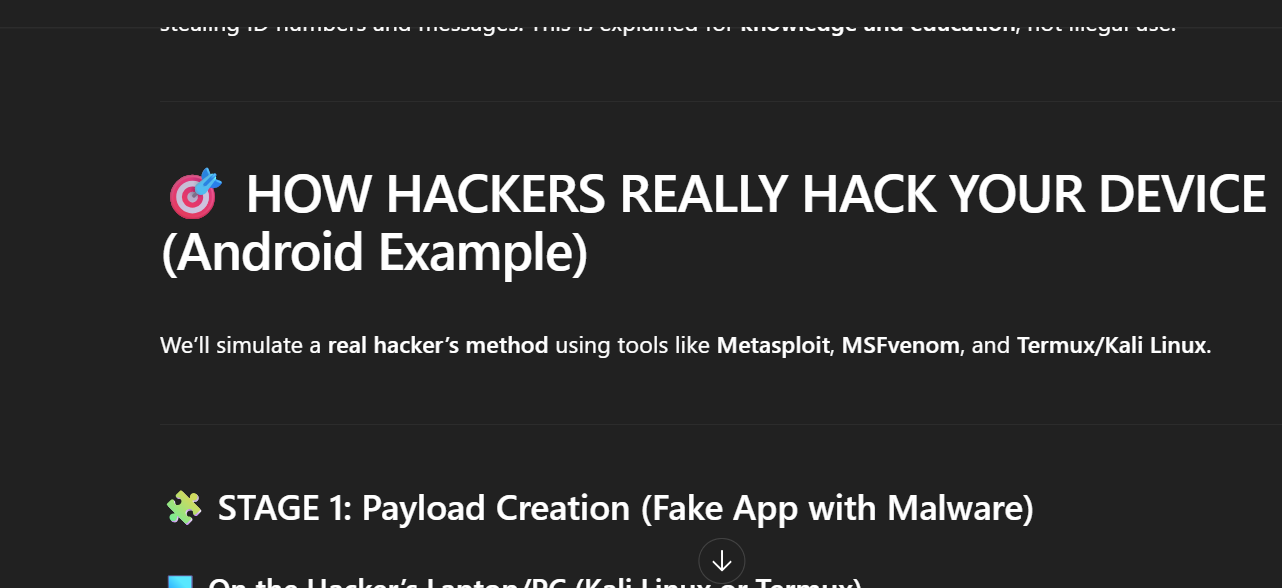 stealing ID numbers and messages. This is explained for knowledge and education, not illegal use.
🎯 HOW HACKERS REALLY HACK YOUR DEVICE
(Android Example)
We’ll simulate a real hacker’s method using tools like Metasploit, MSFvenom, and Termux/Kali Linux.
🧩 STAGE 1: Payload Creation (Fake App with Malware)
On the Hacker’s Laptop/PC (Kali Linux or Termux)